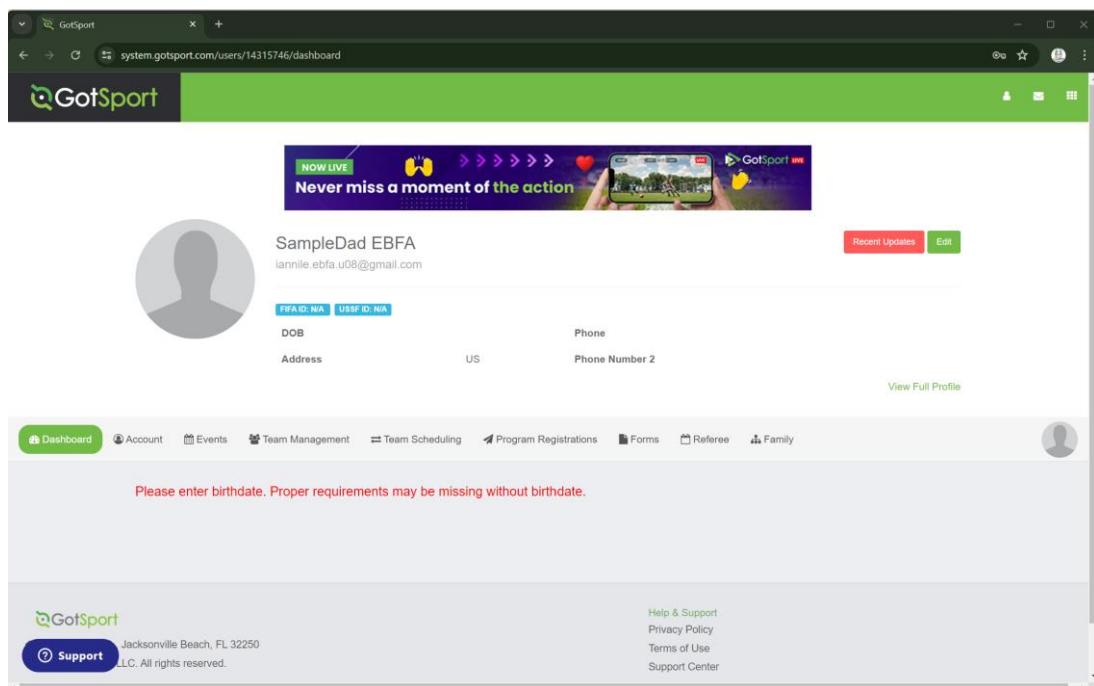 GotSport
system.gotsport.com/users/14315746/dashboard
GotSport
NOW LIVE
Never miss a moment of the action
GotSport LIVE
SampleDad EBFA
Recent Updates Edit
iannile.ebfa.u08@gmail.com
FIFA ID: N/A USSF ID: N/A
DOB Phone
Address US Phone Number 2
View Full Profile
Dashboard Account Events Team Management Team Scheduling Program Registrations Forms Referee Family
Please enter birthdate. Proper requirements may be missing without birthdate.
GotSport
Help & Support
Privacy Policy
Jacksonville Beach, FL 32250
Terms of Use
Support
LLC. All rights reserved.
Support Center